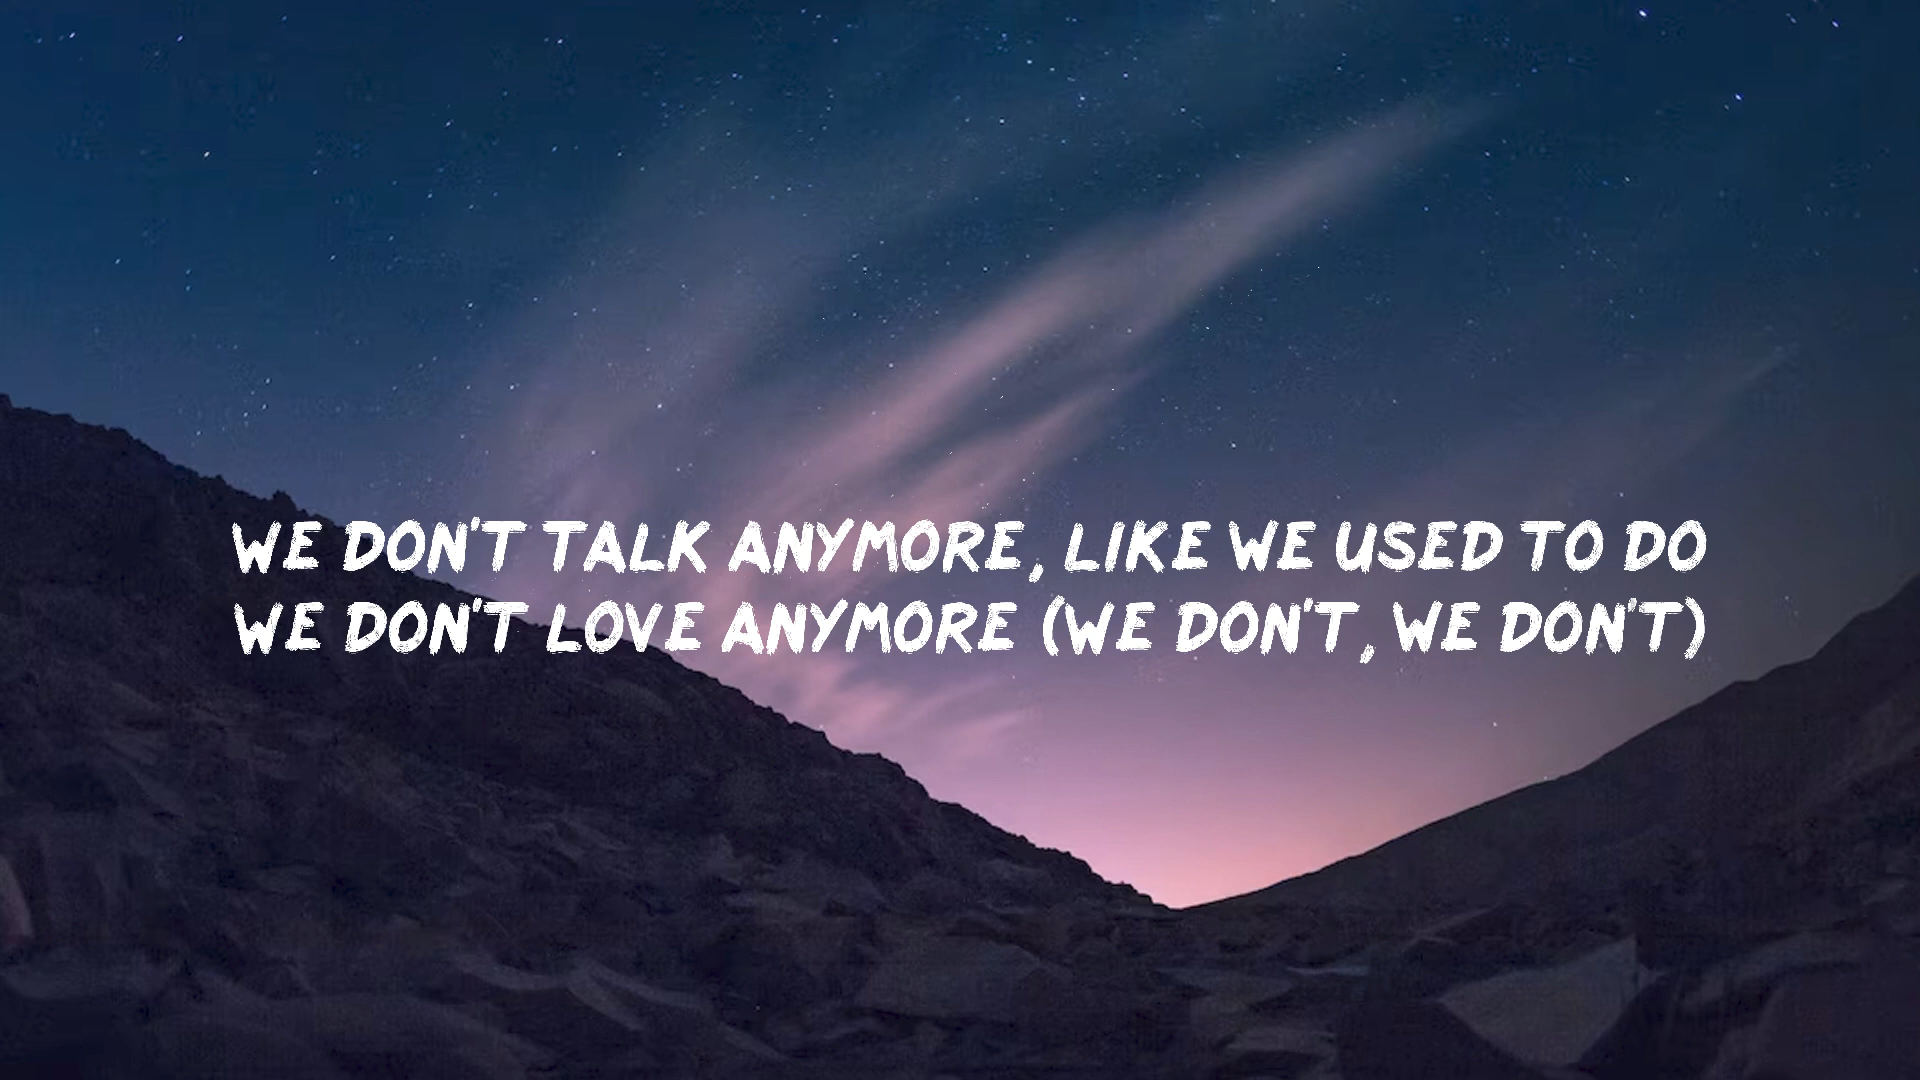 WE DON'T TALK ANYMORE, LIKE WE USED TO DO
WE DON'T LOVE ANYMORE (WE DON'T, WE DON'T)